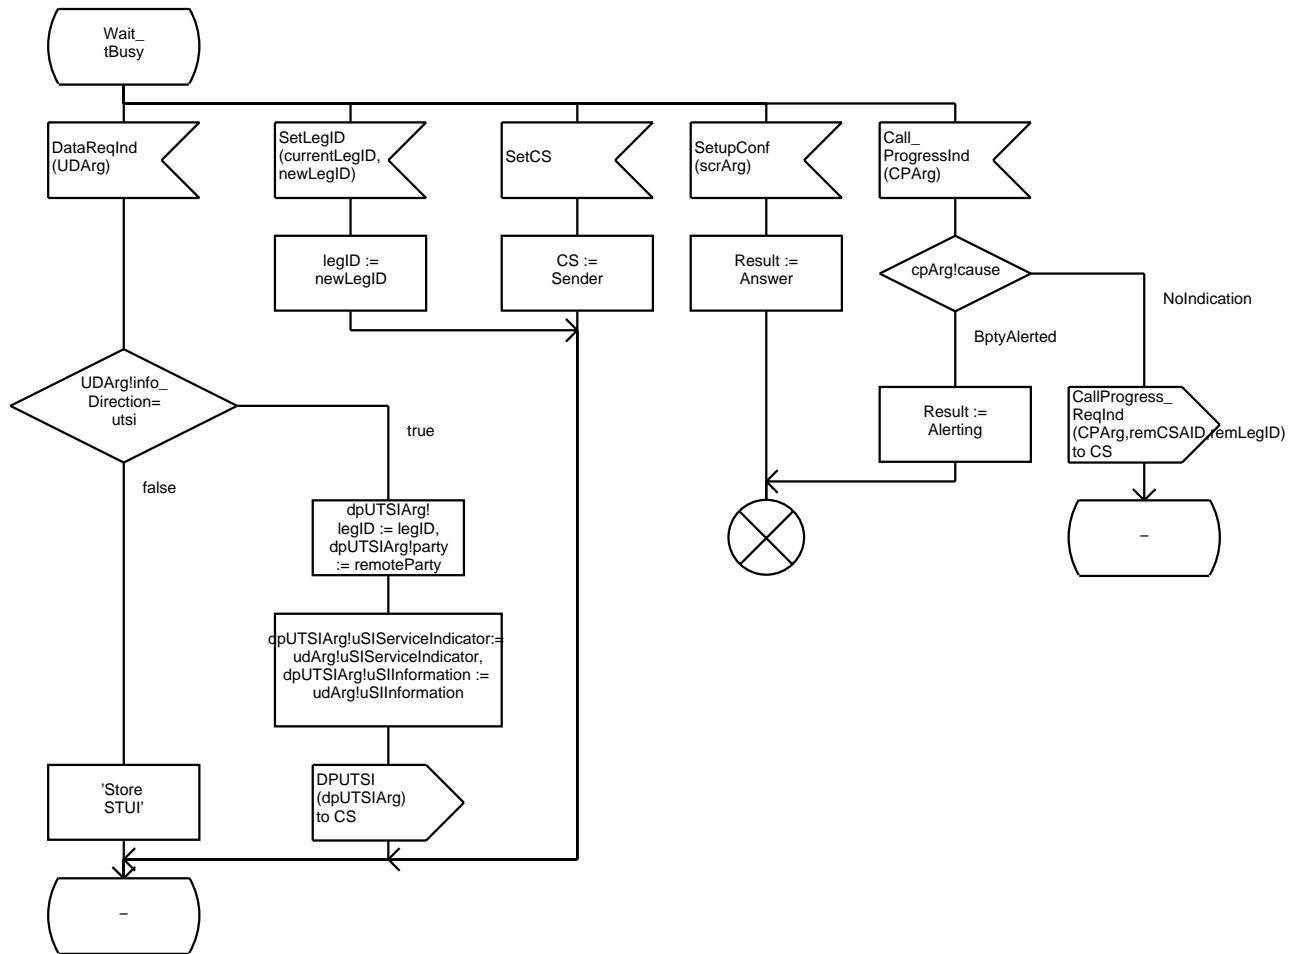 Wait_
tBusy
DataReqInd
(UDArg)
SetLegID
(currentLegID,
newLegID)
SetCS
SetupConf
(scrArg)
Call_
ProgressInd
(CPArg)
legID :=
newLegID
CS :=
Sender
Result :=
Answer
cpArg!cause
NoIndication
BptyAlerted
UDArg!info_
Direction=
utsi
true
false
Result :=
Alerting
CallProgress_
ReqInd
(CPArg,remCSAID,remLegID)
to CS
dpUTSIArg!
legID := legID,
dpUTSIArg!party
:= remoteParty
–
dpUTSIArg!uSIServiceIndicator:=
udArg!uSIServiceIndicator,
dpUTSIArg!uSIInformation :=
udArg!uSIInformation
'Store
STUI'
DPUTSI
(dpUTSIArg)
to CS
–